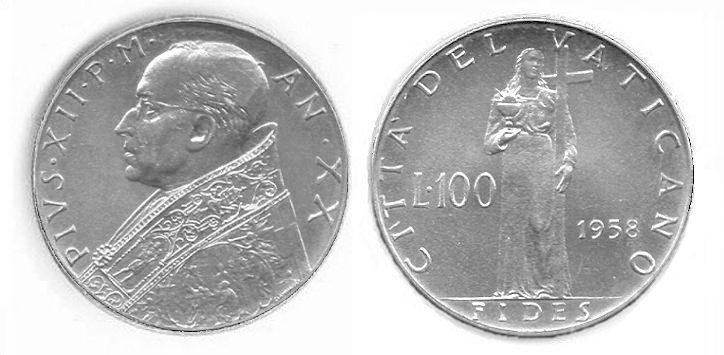 PIVS·XII·P·M· AN·XX
CITTA' DEL VATICANO
L·100
1958
FIDES